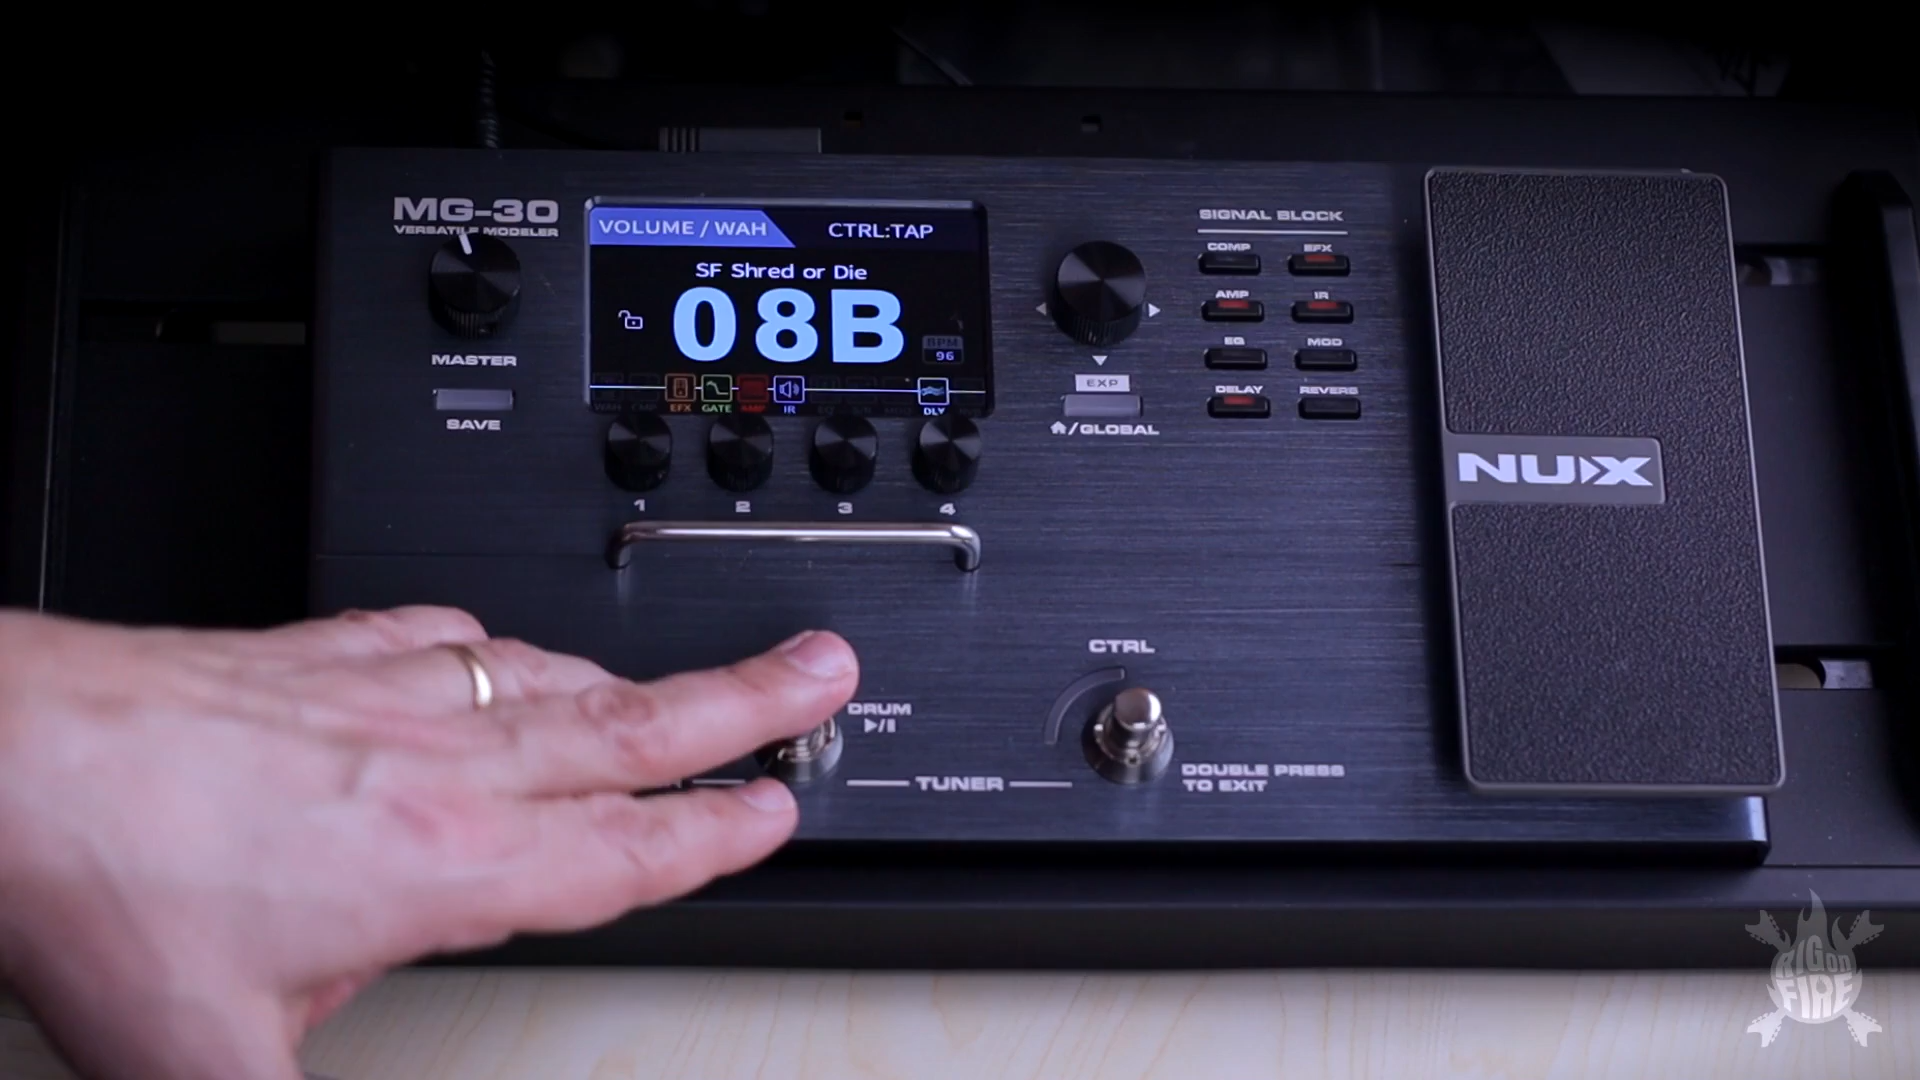 MG-30
VERSATILE MODELER
MASTER
SAVE
VOLUME / WAH
CTRL:TAP
SF Shred or Die
08B
BPM
96
EFX
GATE
AMP
IR
DLY
1
2
3
4
EXP
/GLOBAL
SIGNAL BLOCK
COMP
EFX
AMP
IR
EQ
MOD
DELAY
REVERB
NUX
CTRL
DRUM
TUNER
DOUBLE PRESS
TO EXIT
RIG on
FIRE